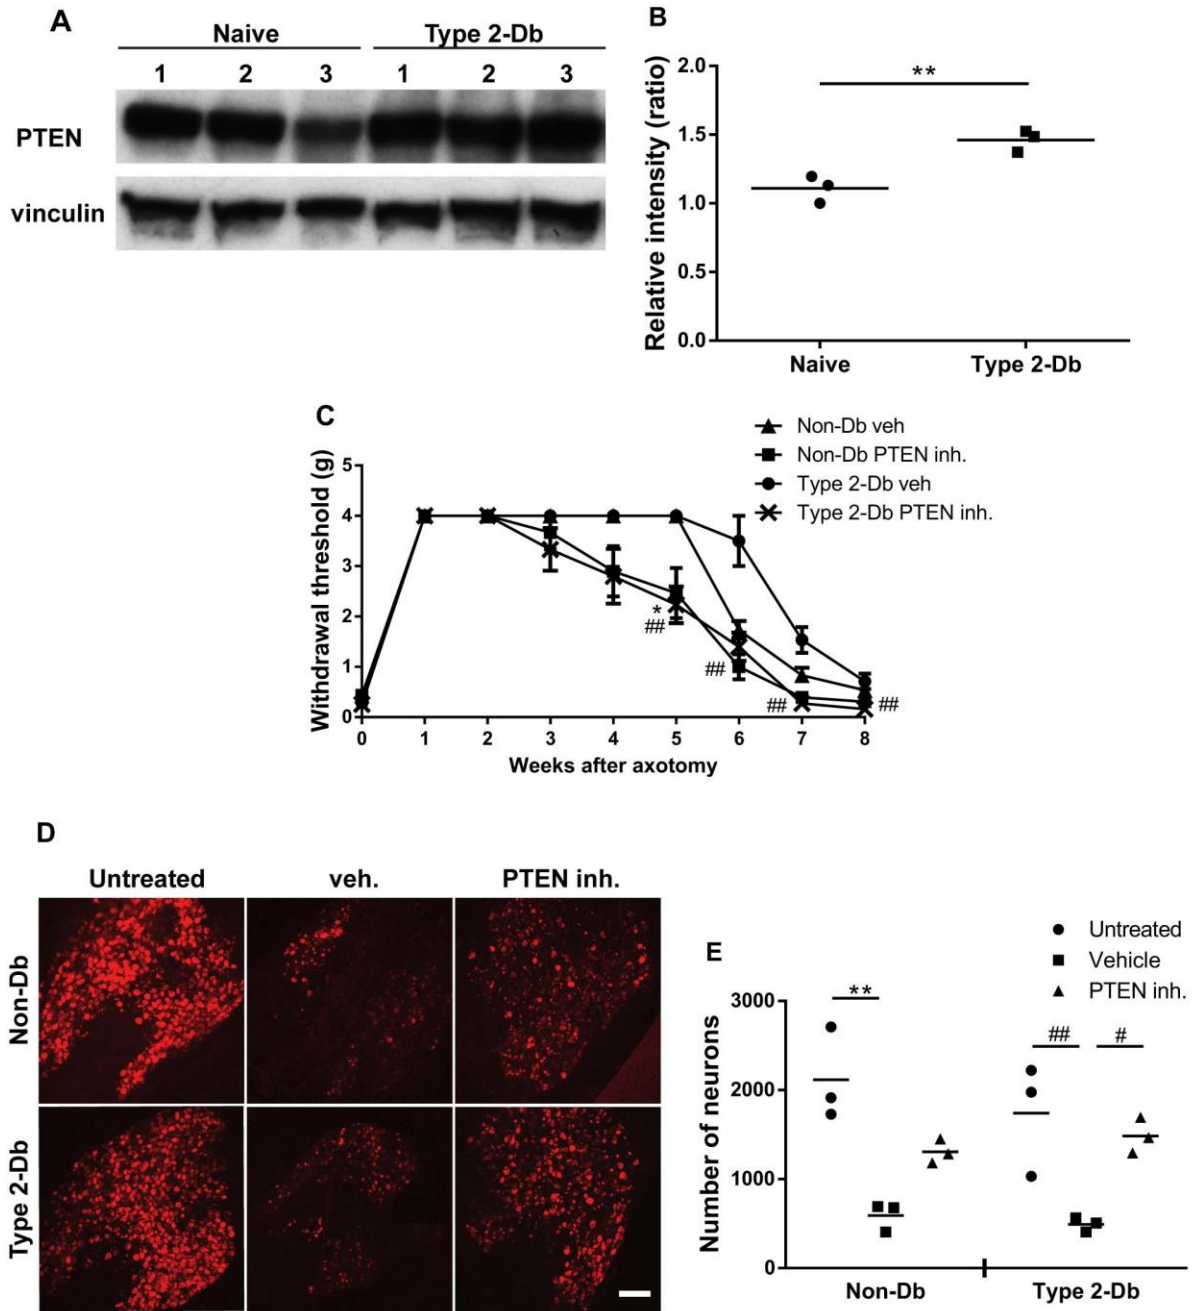 A
Naive Type 2-Db
1 2 3 1 2 3
PTEN
vinculin
B
Relative intensity (ratio)
2.0
**
1.5
1.0
0.5
0.0
Naive Type 2-Db
C
Non-Db veh
Non-Db PTEN inh.
Type 2-Db veh
Type 2-Db PTEN inh.
Withdrawal threshold (g)
5
4
3
2
1
0
*
##
##
##
##
0 1 2 3 4 5 6 7 8
Weeks after axotomy
D
Untreated veh. PTEN inh.
Non-Db
Type 2-Db
E
Untreated
Vehicle
PTEN inh.
Number of neurons
3000
2000
1000
0
**
## #
Non-Db Type 2-Db